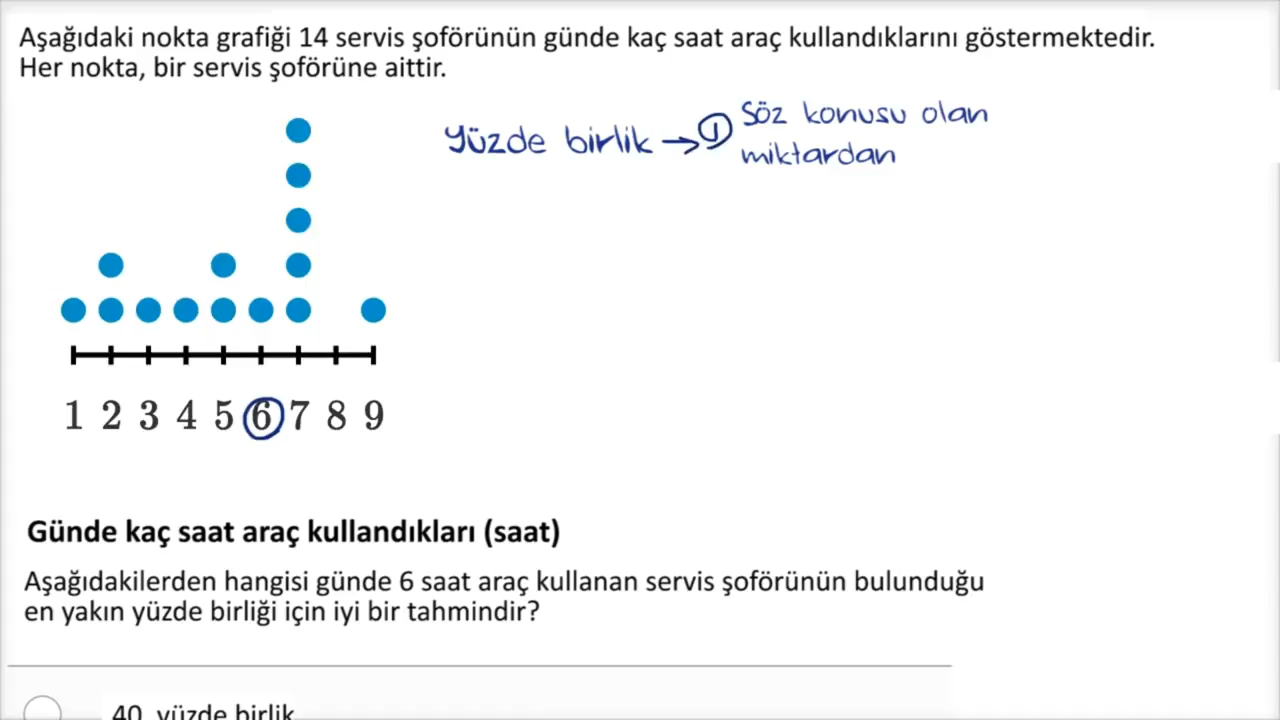 Aşağıdaki nokta grafiği 14 servis şoförünün günde kaç saat araç kullandıklarını göstermektedir.
Her nokta, bir servis şoförüne aittir.
Yüzde birlik → 1 Söz konusu olan
miktardan
1 2 3 4 5 6 7 8 9
Günde kaç saat araç kullandıkları (saat)
Aşağıdakilerden hangisi günde 6 saat araç kullanan servis şoförünün bulunduğu
en yakın yüzde birliği için iyi bir tahmindir?
40. yüzde birlik